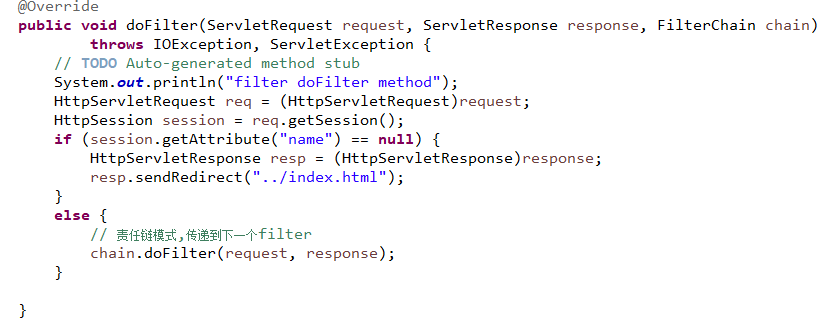 @Override
public void doFilter(ServletRequest request, ServletResponse response, FilterChain chain)
        throws IOException, ServletException {
    // TODO Auto-generated method stub
    System.out.println("filter doFilter method");
    HttpServletRequest req = (HttpServletRequest)request;
    HttpSession session = req.getSession();
    if (session.getAttribute("name") == null) {
        HttpServletResponse resp = (HttpServletResponse)response;
        resp.sendRedirect("../index.html");
    }
    else {
        // 责任链模式,传递到下一个filter
        chain.doFilter(request, response);
    }
}